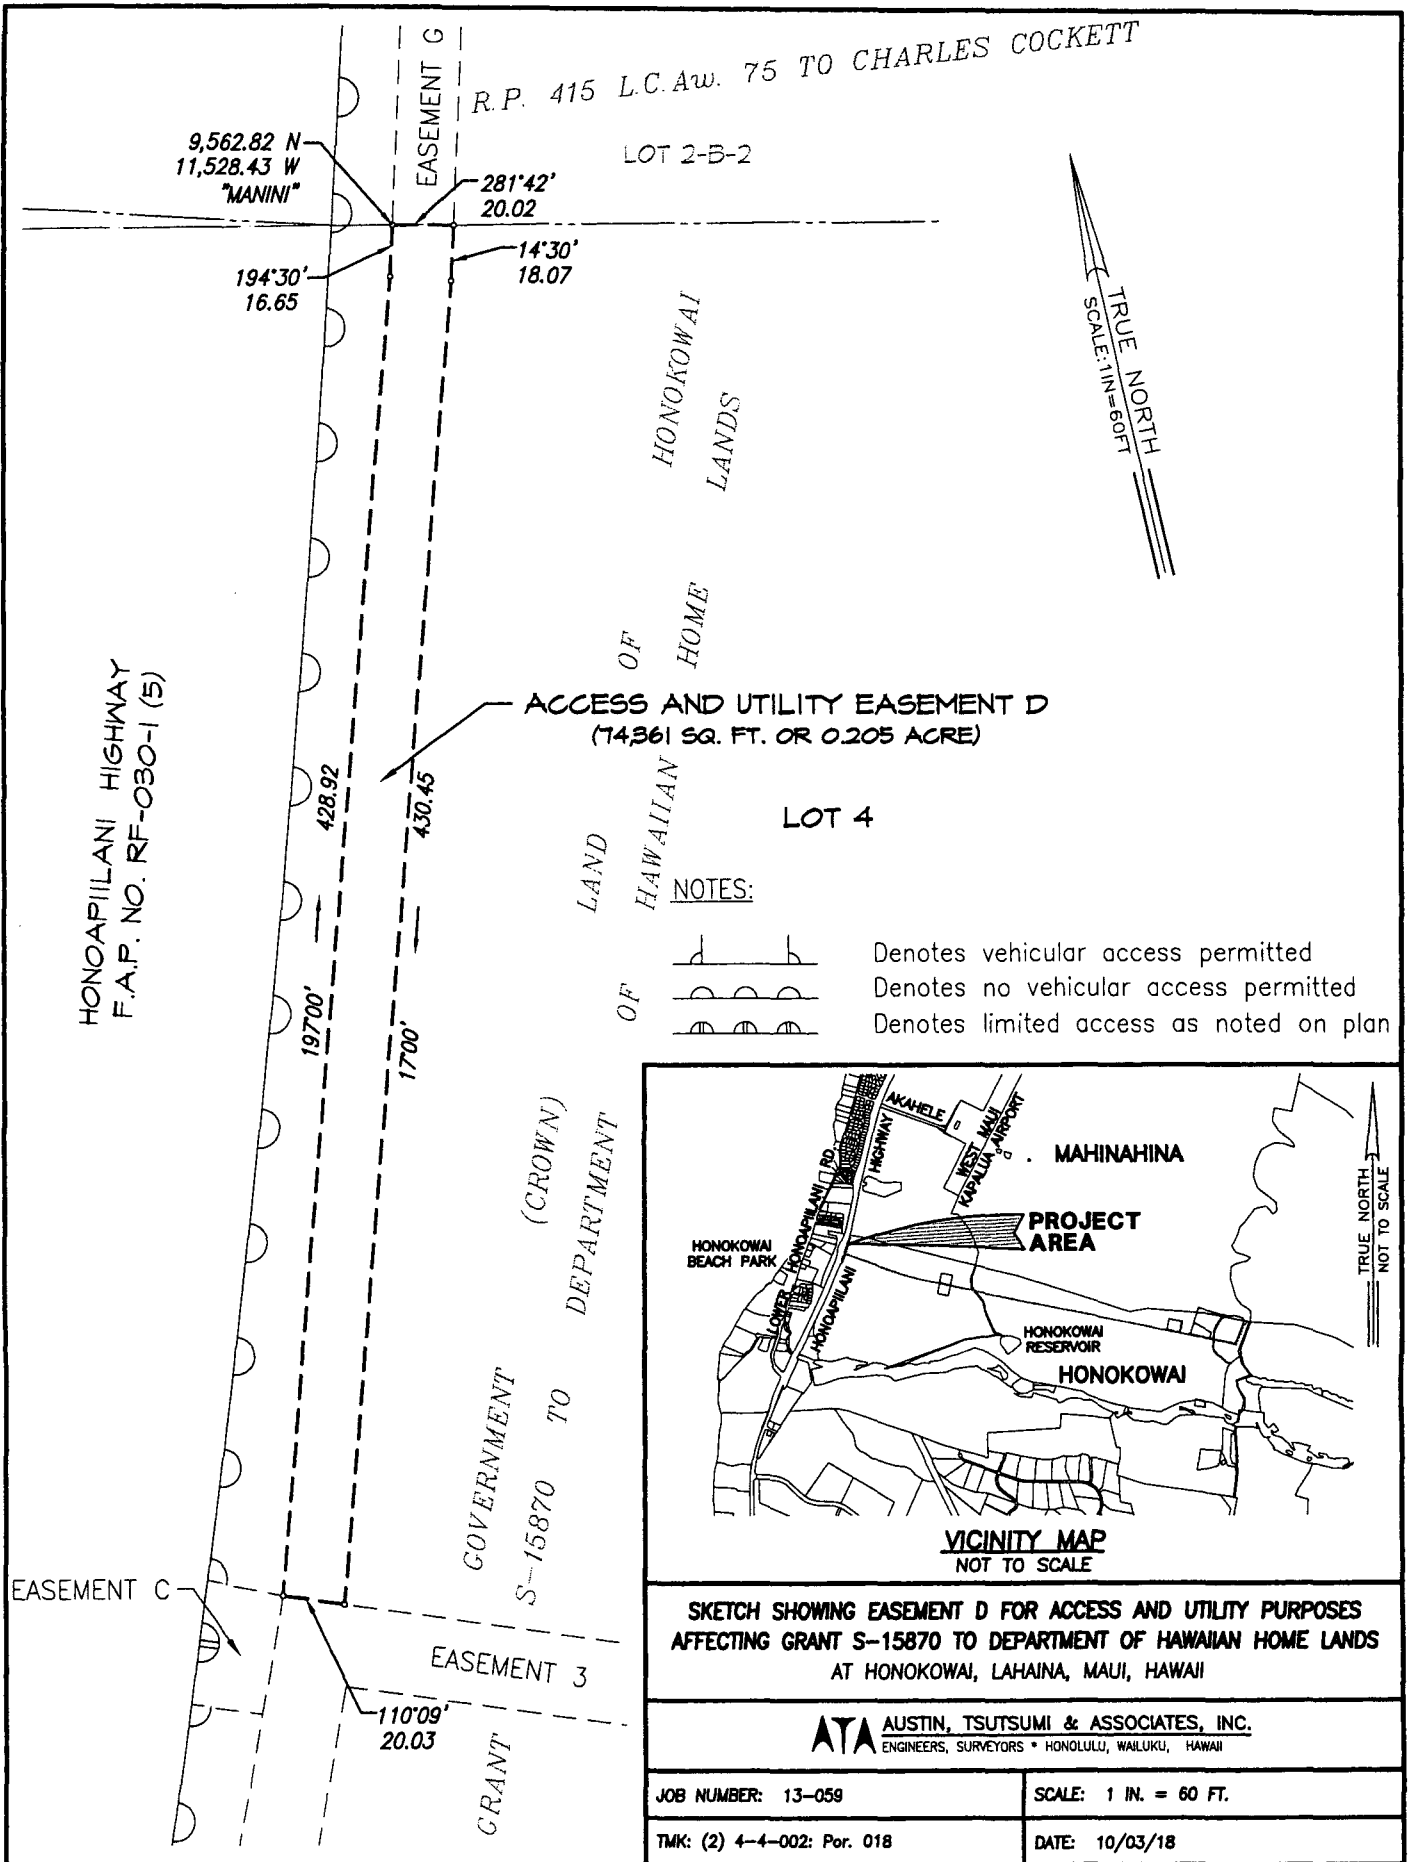 EASEMENT G
R.P. 415 L.C.Aw. 75 TO CHARLES COCKETT
LOT 2-B-2
9,562.82 N
11,528.43 W
"MANINI"
281°42'
20.02
194°30'
16.65
14°30'
18.07
TRUE NORTH
SCALE:1IN=60FT
HONOKOWAI
LANDS
LAND OF
OF HAWAIIAN HOME
ACCESS AND UTILITY EASEMENT D
(74,361 SQ. FT. OR 0.205 ACRE)
HONOAPIILANI HIGHWAY
F.A.P. NO. RF-030-1 (5)
428.92
430.45
197°00'
17°00'
LOT 4
NOTES:
Denotes vehicular access permitted
Denotes no vehicular access permitted
Denotes limited access as noted on plan
GOVERNMENT (CROWN)
S-15870 TO DEPARTMENT
GRANT
EASEMENT C
EASEMENT 3
110°09'
20.03
AKAHELE
HIGHWAY
WEST MAUI
KAPALUA AIRPORT
MAHINAHINA
LOWER HONOAPIILANI RD.
HONOAPIILANI
PROJECT
AREA
HONOKOWAI
BEACH PARK
HONOKOWAI
RESERVOIR
HONOKOWAI
TRUE NORTH
NOT TO SCALE
VICINITY MAP
NOT TO SCALE
SKETCH SHOWING EASEMENT D FOR ACCESS AND UTILITY PURPOSES
AFFECTING GRANT S-15870 TO DEPARTMENT OF HAWAIIAN HOME LANDS
AT HONOKOWAI, LAHAINA, MAUI, HAWAII
ATA AUSTIN, TSUTSUMI & ASSOCIATES, INC.
ENGINEERS, SURVEYORS * HONOLULU, WAILUKU, HAWAII
JOB NUMBER: 13-059
SCALE: 1 IN. = 60 FT.
TMK: (2) 4-4-002: Por. 018
DATE: 10/03/18